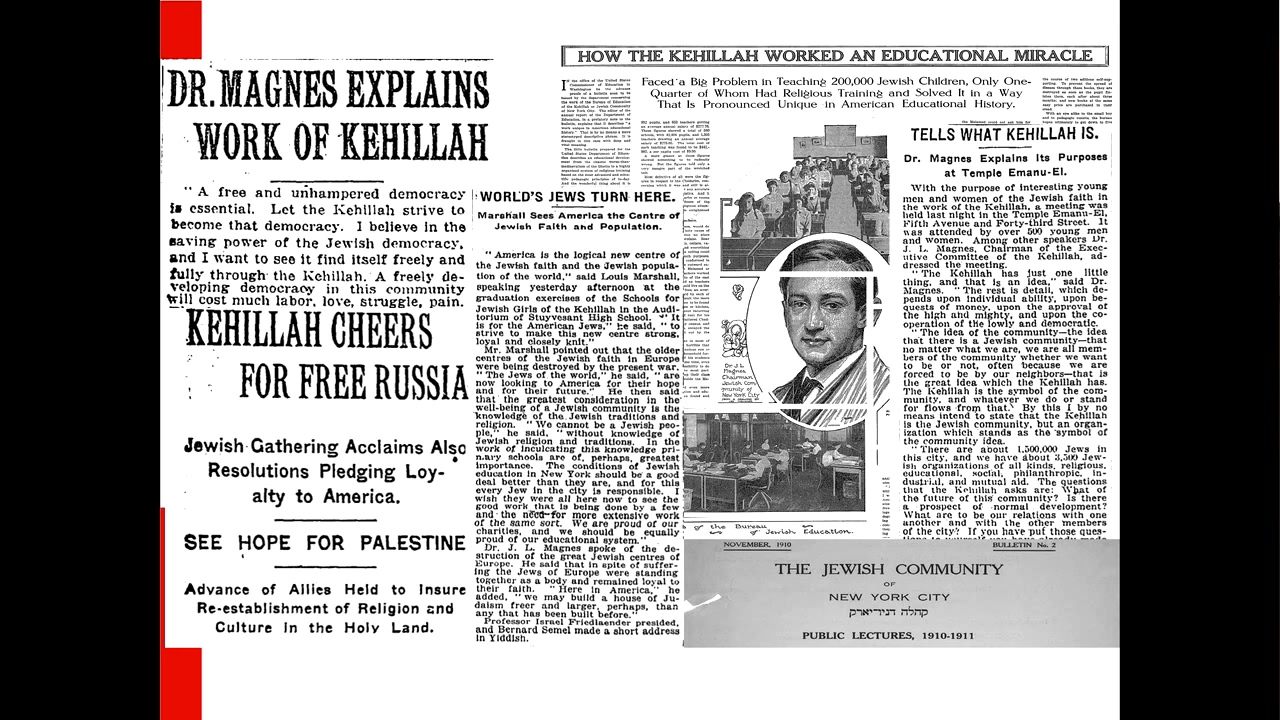 DR. MAGNES EXPLAINS
WORK OF KEHILLAH
" A free and unhampered democracy
is essential. Let the Kehillah strive to
become that democracy. I believe in the
saving power of the Jewish democracy,
and I want to see it find itself freely and
fully through the Kehillah. A freely de-
veloping democracy in this community
will cost much labor, love, struggle, pain.
KEHILLAH CHEERS
FOR FREE RUSSIA
Jewish Gathering Acclaims Also
Resolutions Pledging Loy-
alty to America.
SEE HOPE FOR PALESTINE
Advance of Allies Held to Insure
Re-establishment of Religion and
Culture in the Holy Land.
WORLD'S JEWS TURN HERE.
Marshall Sees America the Centre of
Jewish Faith and Population.
" America is the logical new centre of
the Jewish faith and the Jewish popula-
tion of the world," said Louis Marshall,
speaking yesterday afternoon at the
graduation exercises of the Schools for
Jewish Girls of the Kehillah in the Audi-
torium of Stuyvesant High School. " It
is for the American Jews," he said, " to
strive to make this new centre strong,
loyal and closely knit."
Mr. Marshall pointed out that the older
centres of the Jewish faith in Europe
were being destroyed by the present war.
" The Jews of the world," he said, " are
now looking to America for their hope
and for their future." He then said
that the greatest consideration in the
well-being of a Jewish community is the
knowledge of the Jewish traditions and
religion. " We cannot be a Jewish peo-
ple," he said, " without knowledge of
Jewish religion and traditions. In the
work of inculcating this knowledge pri-
mary schools are of, perhaps, greatest
importance. The conditions of Jewish
education in New York should be a good
deal better than they are, and for this
every Jew in the city is responsible. I
wish they were all here now to see the
good work that is being done by a few
and the need for more extensive work
of the same sort. We are proud of our
charities, and we should be equally
proud of our educational system."
Dr. J. L. Magnes spoke of the de-
struction of the great Jewish centres of
Europe. He said that in spite of suffer-
ing the Jews of Europe were standing
together as a body and remained loyal to
their faith. " Here in America," he
added, " we may build a house of Ju-
daism freer and larger, perhaps, than
any that has been built before."
Professor Israel Friedlaender presided,
and Bernard Semel made a short address
in Yiddish.
HOW THE KEHILLAH WORKED AN EDUCATIONAL MIRACLE
Faced a Big Problem in Teaching 200,000 Jewish Children, Only One-
Quarter of Whom Had Religious Training and Solved It in a Way
That Is Pronounced Unique in American Educational History.
Dr J L
Magnes
Chairman
Jewish Com
munity of
New York City
of the Bureau
of Jewish Education.
TELLS WHAT KEHILLAH IS.
Dr. Magnes Explains Its Purposes
at Temple Emanu-El.
With the purpose of interesting young
men and women of the Jewish faith in
the work of the Kehillah, a meeting was
held last night in the Temple Emanu-El,
Fifth Avenue and Forty-third Street. It
was attended by over 500 young men
and women. Among other speakers Dr.
J. L. Magnes, Chairman of the Exec-
utive Committee of the Kehillah, ad-
dressed the meeting.
" The Kehillah has just one little
thing, and that is an idea," said Dr.
Magnes. " The rest is detail, which de-
pends upon individual ability, upon be-
quests of money, upon the approval of
the high and mighty, and upon the co-
operation of the lowly and democratic.
" The idea of the community—the idea
that there is a Jewish community—that
no matter what we are, we are all mem-
bers of the community whether we want
to be or not, often because we are
forced to be by our neighbors—that is
the great idea which the Kehillah has.
The Kehillah is the symbol of the com-
munity, and whatever we do or stand
for flows from that. By this I by no
means intend to state that the Kehillah
is the Jewish community, but an organ-
ization which stands as the symbol of
the community idea.
" There are about 1,500,000 Jews in
this city, and we have about 3,500 Jew-
ish organizations of all kinds, religious,
educational, social, philanthropic, in-
dustrial, and mutual aid. The questions
that the Kehillah asks are: What of
the future of this community? Is there
a prospect of normal development?
What are to be our relations with one
another and with the other members
of the city? If you have put those ques-
NOVEMBER, 1910
BULLETIN No. 2
THE JEWISH COMMUNITY
OF
NEW YORK CITY
קהלה דניו־יארק
PUBLIC LECTURES, 1910-1911